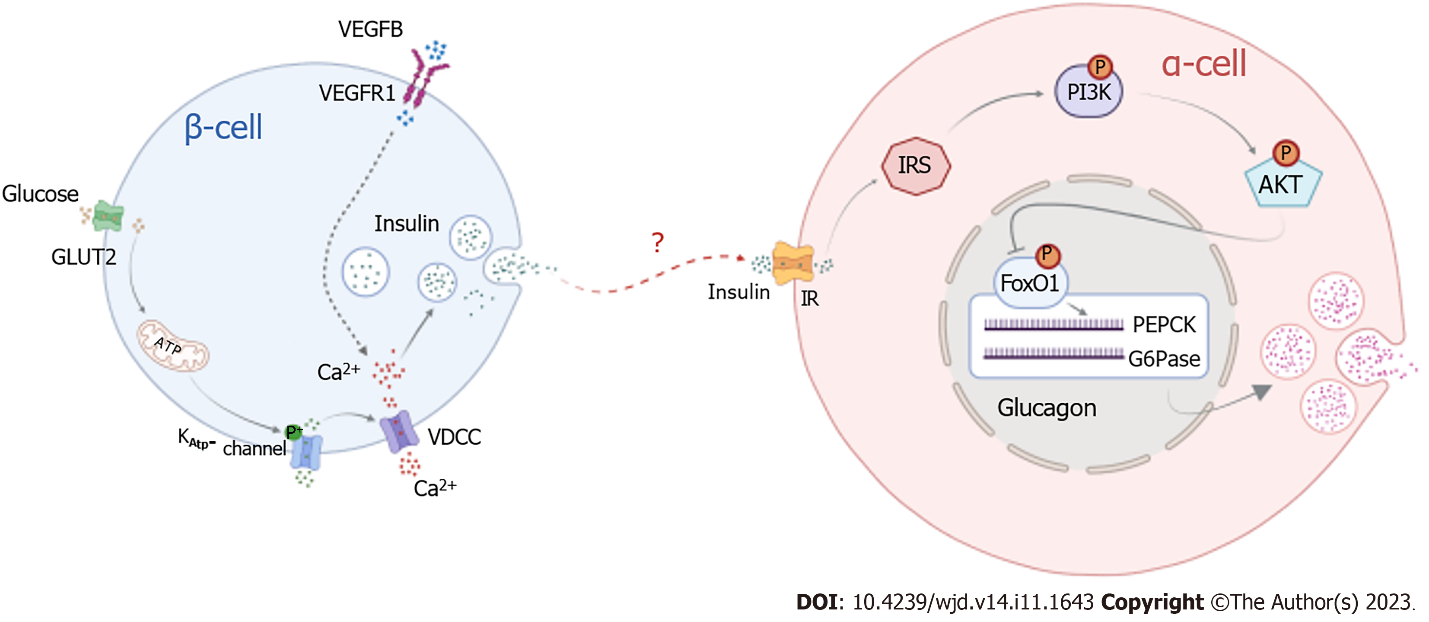 VEGFB
VEGFR1
β-cell
Glucose
GLUT2
Insulin
ATP
Ca²⁺
K_Atp- channel
P⁺
VDCC
Ca²⁺
?
Insulin
IR
α-cell
P
PI3K
IRS
P
AKT
P
FoxO1
PEPCK
G6Pase
Glucagon
DOI: 10.4239/wjd.v14.i11.1643 Copyright ©The Author(s) 2023.